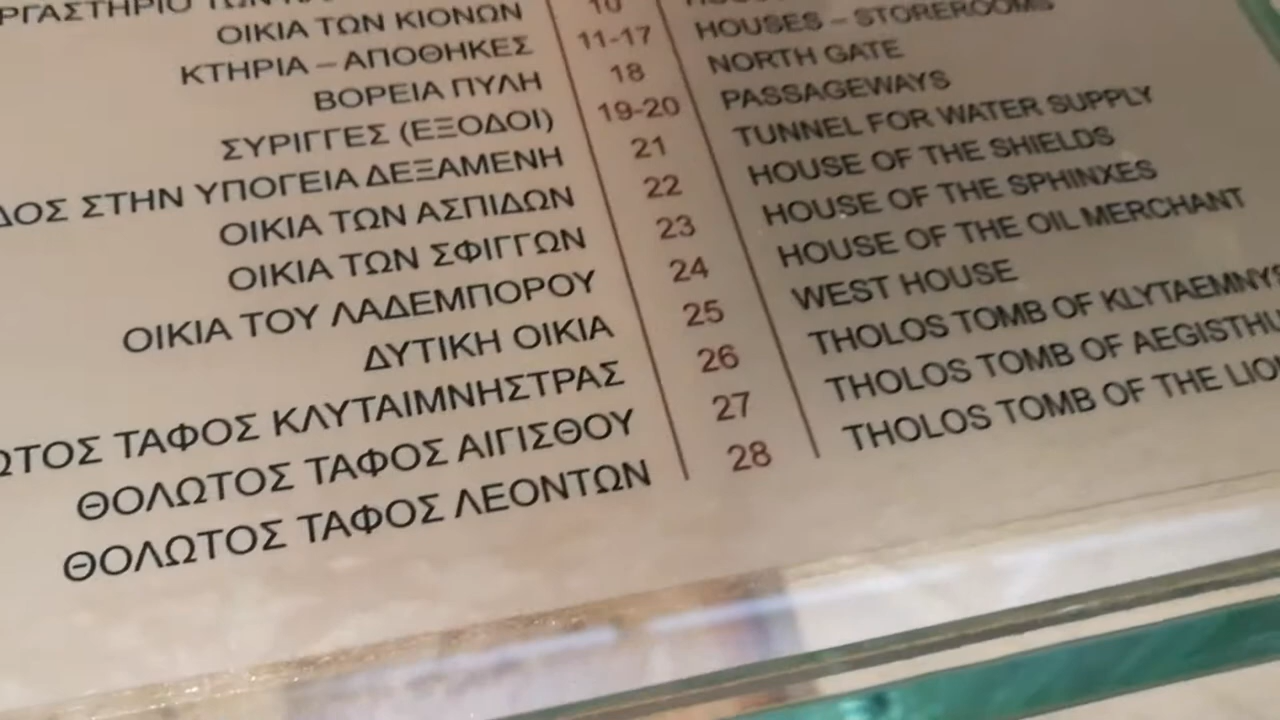 ΤΩΝ
ΟΙΚΙΑ ΤΩΝ ΚΙΟΝΩΝ 10
ΚΤΗΡΙΑ – ΑΠΟΘΗΚΕΣ 11-17 HOUSES – STOREROOMS
ΒΟΡΕΙΑ ΠΥΛΗ 18 NORTH GATE
ΣΥΡΙΓΓΕΣ (ΕΞΟΔΟΙ) 19-20 PASSAGEWAYS
ΣΤΗΝ ΥΠΟΓΕΙΑ ΔΕΞΑΜΕΝΗ 21 TUNNEL FOR WATER SUPPLY
ΟΙΚΙΑ ΤΩΝ ΑΣΠΙΔΩΝ 22 HOUSE OF THE SHIELDS
ΟΙΚΙΑ ΤΩΝ ΣΦΙΓΓΩΝ 23 HOUSE OF THE SPHINXES
ΟΙΚΙΑ ΤΟΥ ΛΑΔΕΜΠΟΡΟΥ 24 HOUSE OF THE OIL MERCHANT
ΔΥΤΙΚΗ ΟΙΚΙΑ 25 WEST HOUSE
ΤΑΦΟΣ ΚΛΥΤΑΙΜΝΗΣΤΡΑΣ 26 THOLOS TOMB OF
ΘΟΛΩΤΟΣ ΤΑΦΟΣ ΑΙΓΙΣΘΟΥ 27 THOLOS TOMB OF
ΘΟΛΩΤΟΣ ΤΑΦΟΣ ΛΕΟΝΤΩΝ 28 THOLOS TOMB OF THE